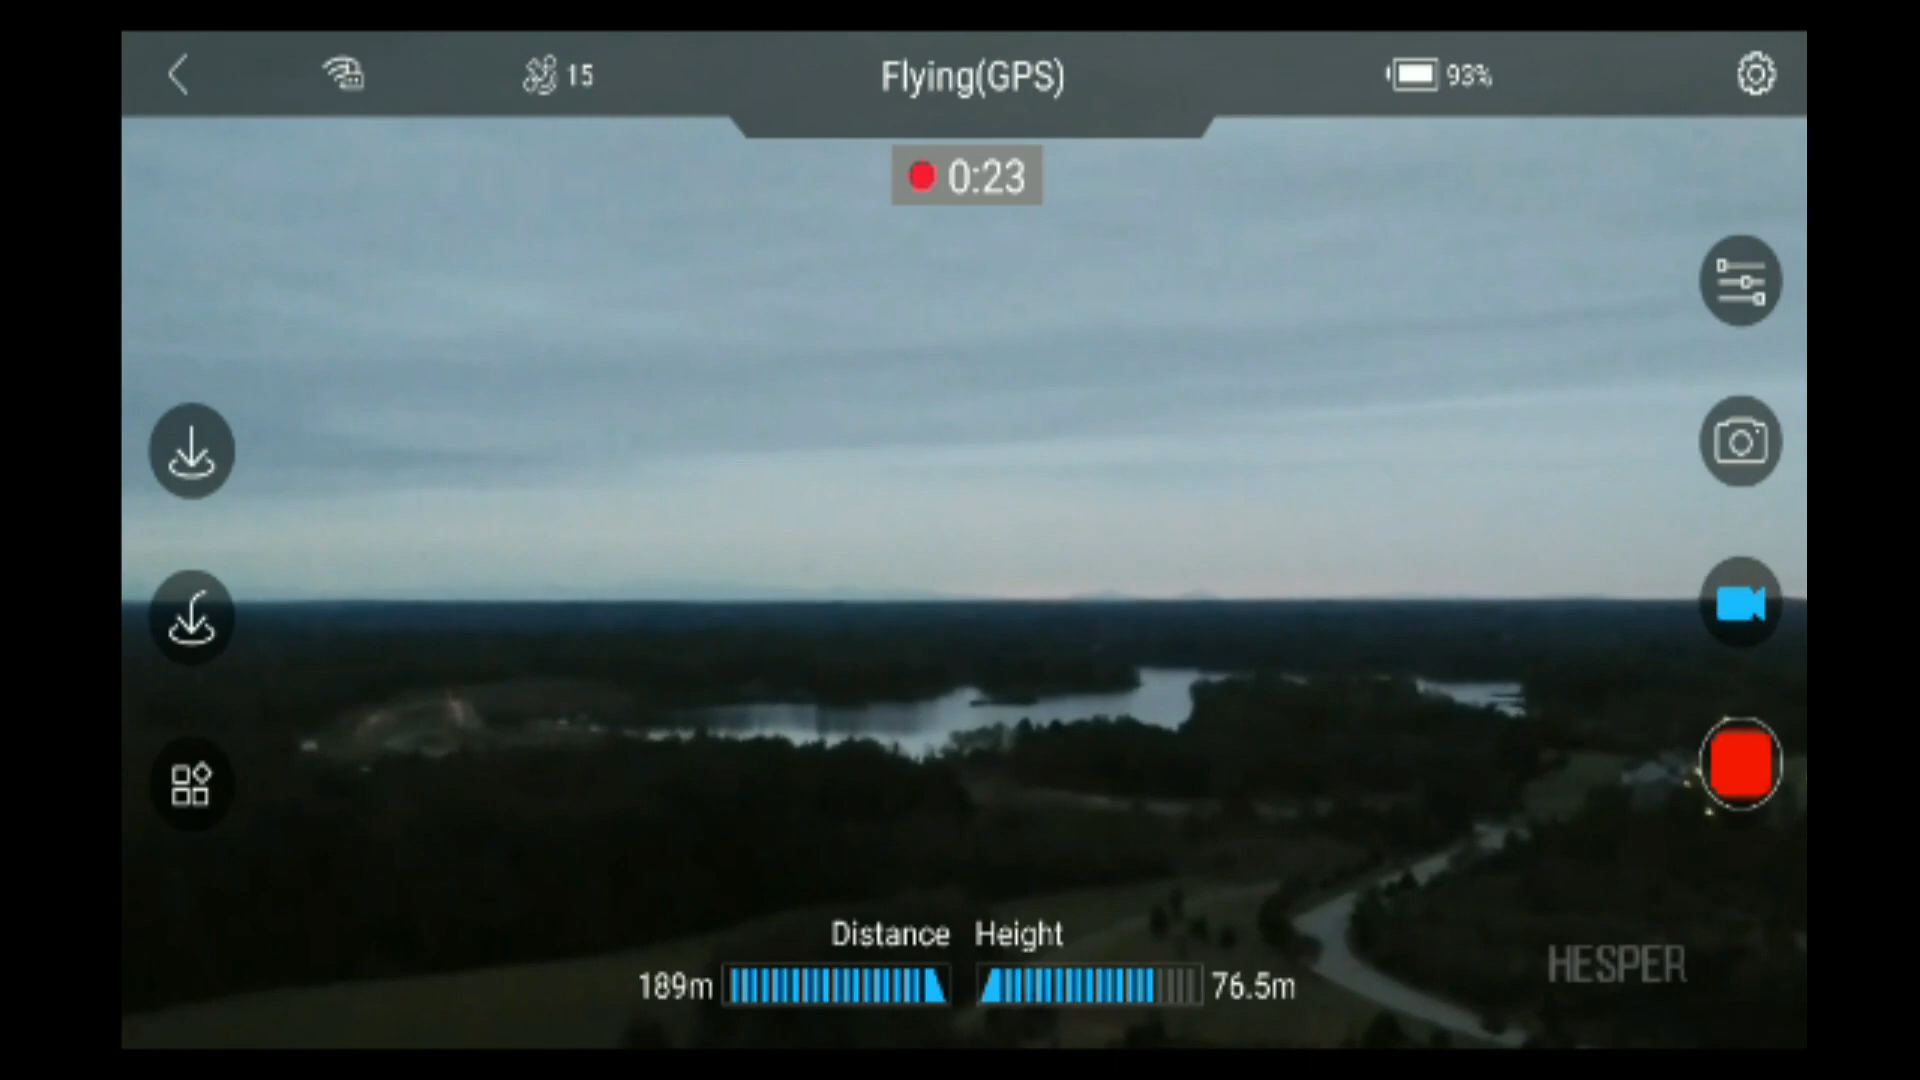 15
Flying(GPS)
93%
0:23
Distance Height
189m
76.5m
HESPER